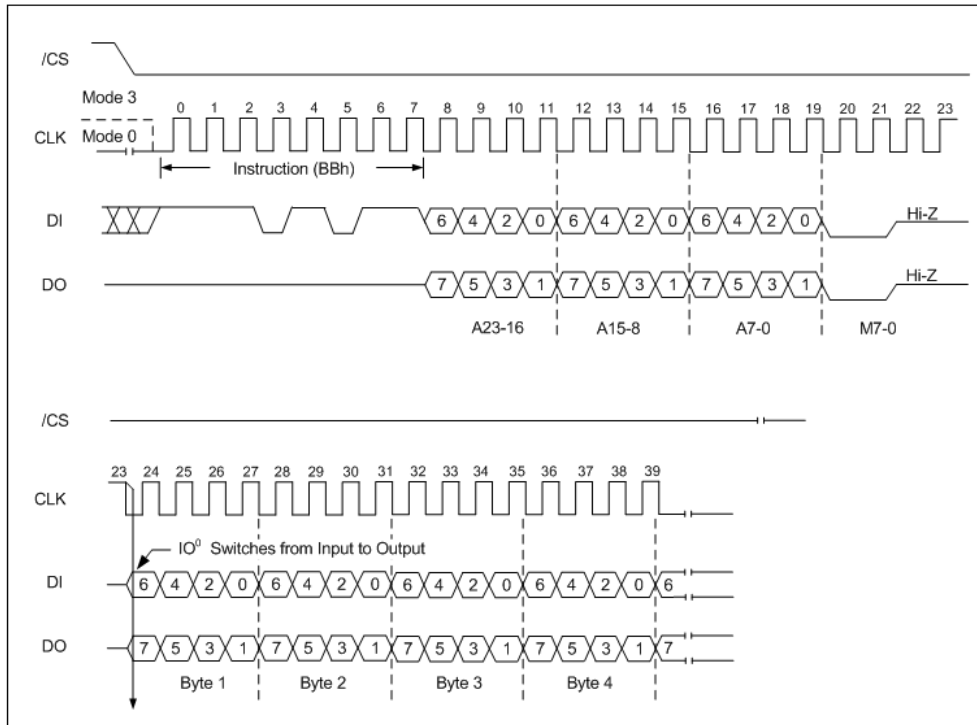 /CS
Mode 3
0 1 2 3 4 5 6 7 8 9 10 11 12 13 14 15 16 17 18 19 20 21 22 23
CLK
Mode 0
Instruction (BBh)
DI 6 4 2 0 6 4 2 0 6 4 2 0 Hi-Z
DO 7 5 3 1 7 5 3 1 7 5 3 1 Hi-Z
A23-16 A15-8 A7-0 M7-0
/CS
23 24 25 26 27 28 29 30 31 32 33 34 35 36 37 38 39
CLK
IO⁰ Switches from Input to Output
DI 6 4 2 0 6 4 2 0 6 4 2 0 6 4 2 0 6
DO 7 5 3 1 7 5 3 1 7 5 3 1 7 5 3 1 7
Byte 1 Byte 2 Byte 3 Byte 4